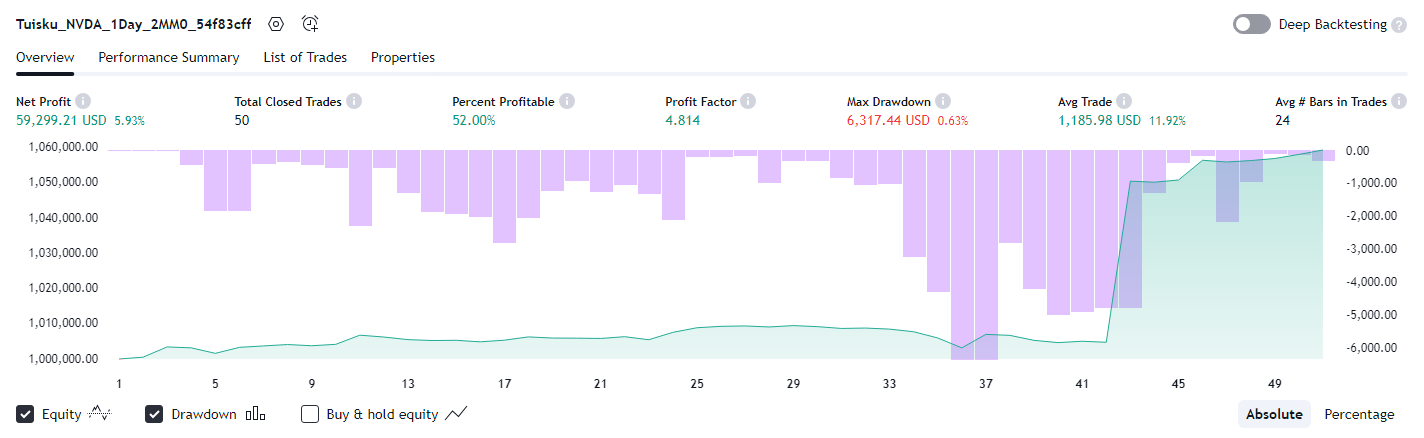 Tuisku_NVDA_1Day_2MM0_54f83cff
Deep Backtesting ?
Overview Performance Summary List of Trades Properties
Net Profit i Total Closed Trades i Percent Profitable i Profit Factor i Max Drawdown i Avg Trade i Avg # Bars in Trades i
59,299.21 USD 5.93% 50 52.00% 4.814 6,317.44 USD 0.63% 1,185.98 USD 11.92% 24
1,060,000.00 0.00
1,050,000.00 -1,000.00
1,040,000.00 -2,000.00
1,030,000.00 -3,000.00
1,020,000.00 -4,000.00
1,010,000.00 -5,000.00
1,000,000.00 -6,000.00
1 5 9 13 17 21 25 29 33 37 41 45 49
Equity Drawdown Buy & hold equity Absolute Percentage